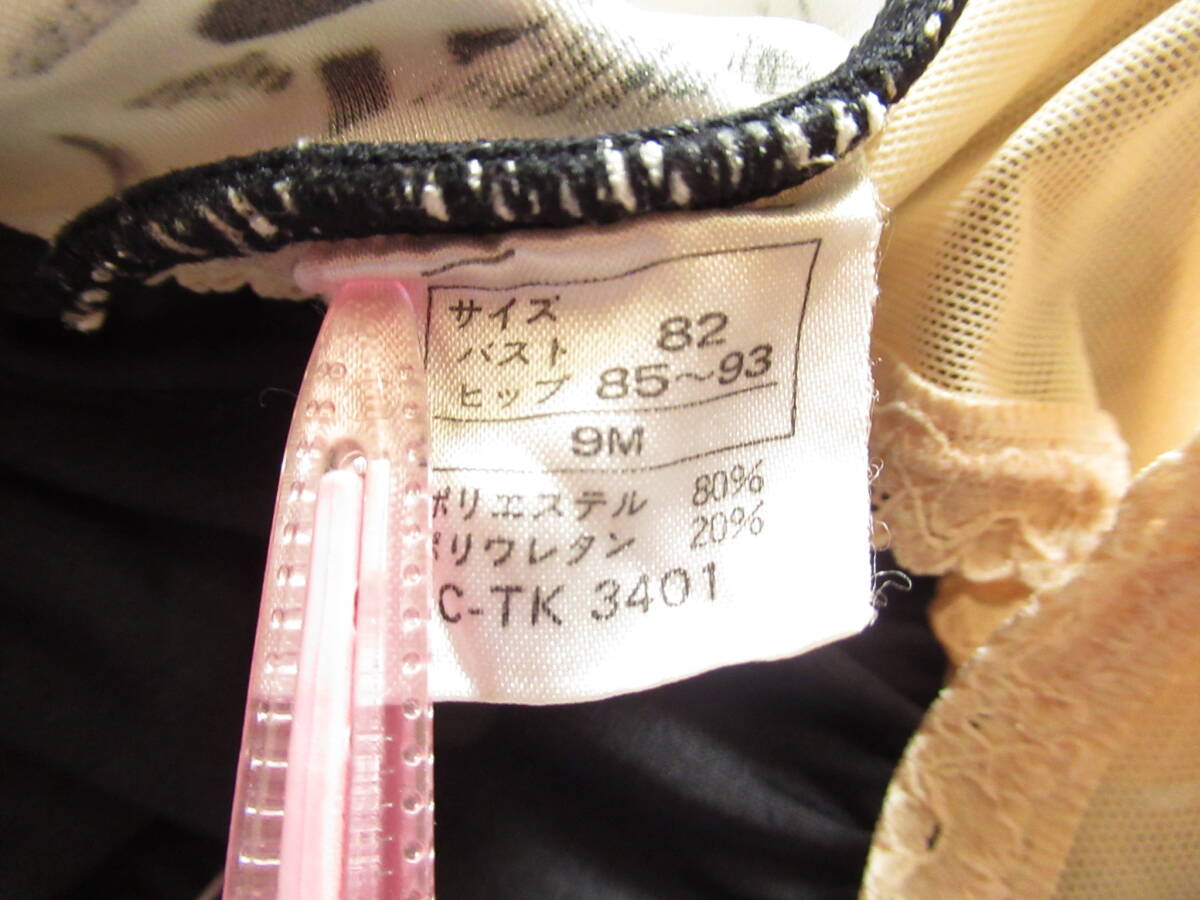 サイズ
バスト 82
ヒップ 85〜93
9M
ポリエステル 80%
ポリウレタン 20%
C-TK 3401